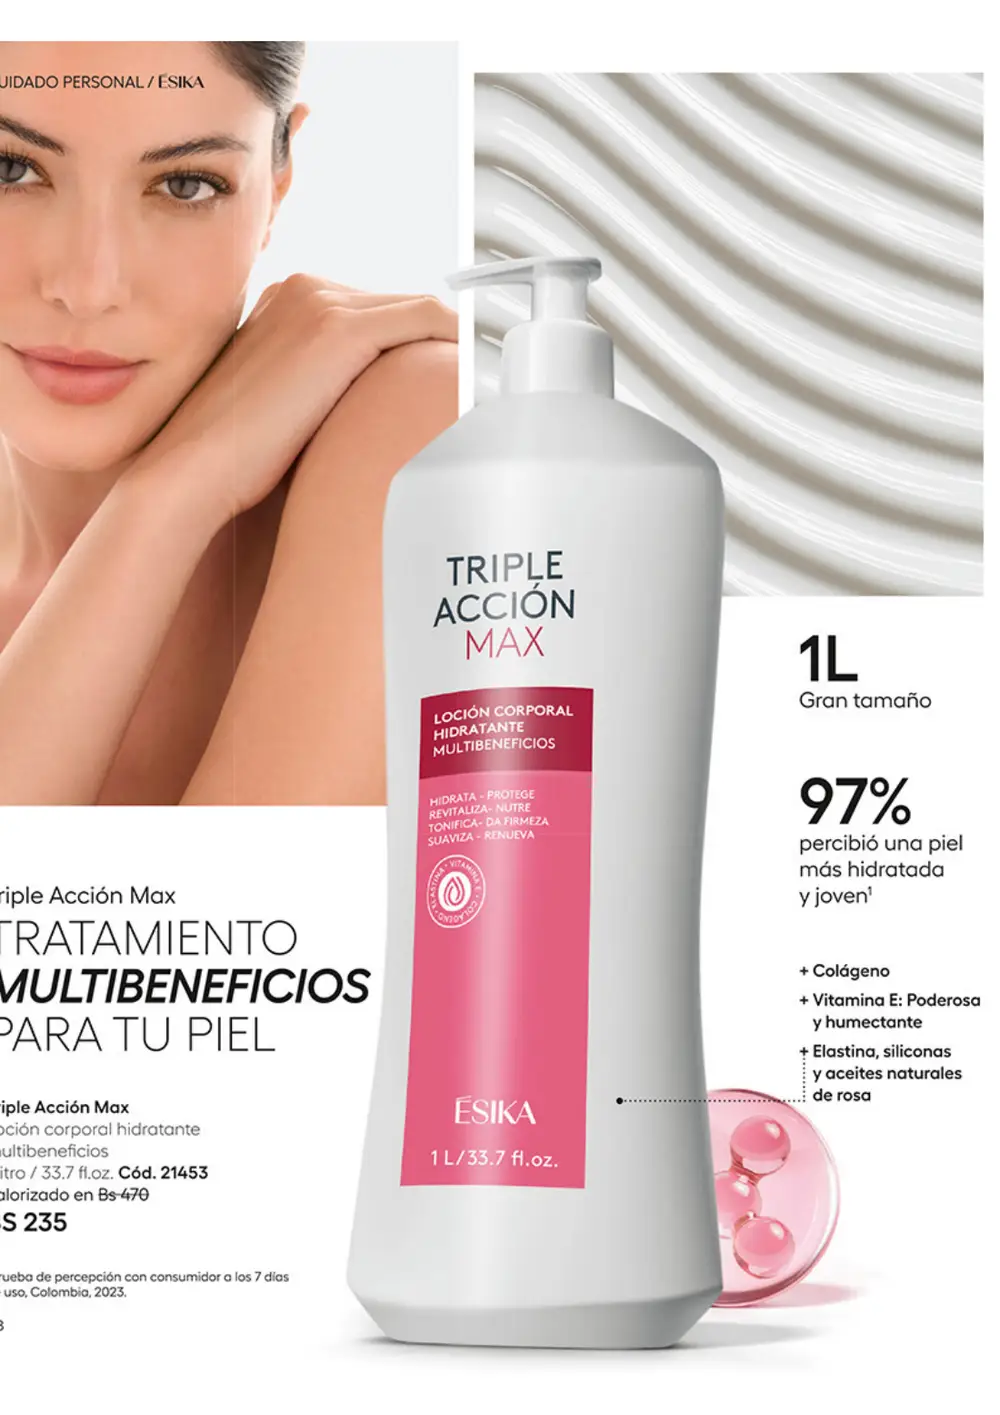 UIDADO PERSONAL / ÉSIKA
TRIPLE
ACCIÓN
MAX
LOCIÓN CORPORAL
HIDRATANTE
MULTIBENEFICIOS
HIDRATA - PROTEGE
REVITALIZA- NUTRE
TONIFICA- DA FIRMEZA
SUAVIZA - RENUEVA
ELASTINA • VITAMINA E • COLÁGENO •
ÉSIKA
1 L/33.7 fl.oz.
1L
Gran tamaño
97%
percibió una piel
más hidratada
y joven¹
+ Colágeno
+ Vitamina E: Poderosa
y humectante
+ Elastina, siliconas
y aceites naturales
de rosa
riple Acción Max
TRATAMIENTO
MULTIBENEFICIOS
PARA TU PIEL
riple Acción Max
oción corporal hidratante
ultibeneficios
itro / 33.7 fl.oz. Cód. 21453
alorizado en Bs 470
BS 235
rueba de percepción con consumidor a los 7 días
uso, Colombia, 2023.